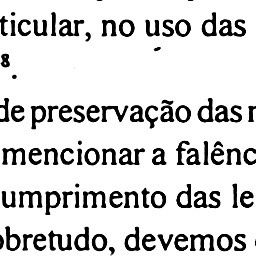 ticular, no uso das
8
.
de preservação das
mencionar a falênc
umprimento das le
obretudo, devemos